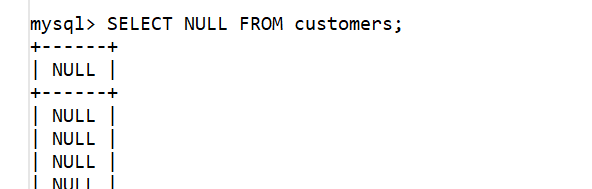 mysql> SELECT NULL FROM customers;
+------+
| NULL |
+------+
| NULL |
| NULL |
| NULL |
| NULL |